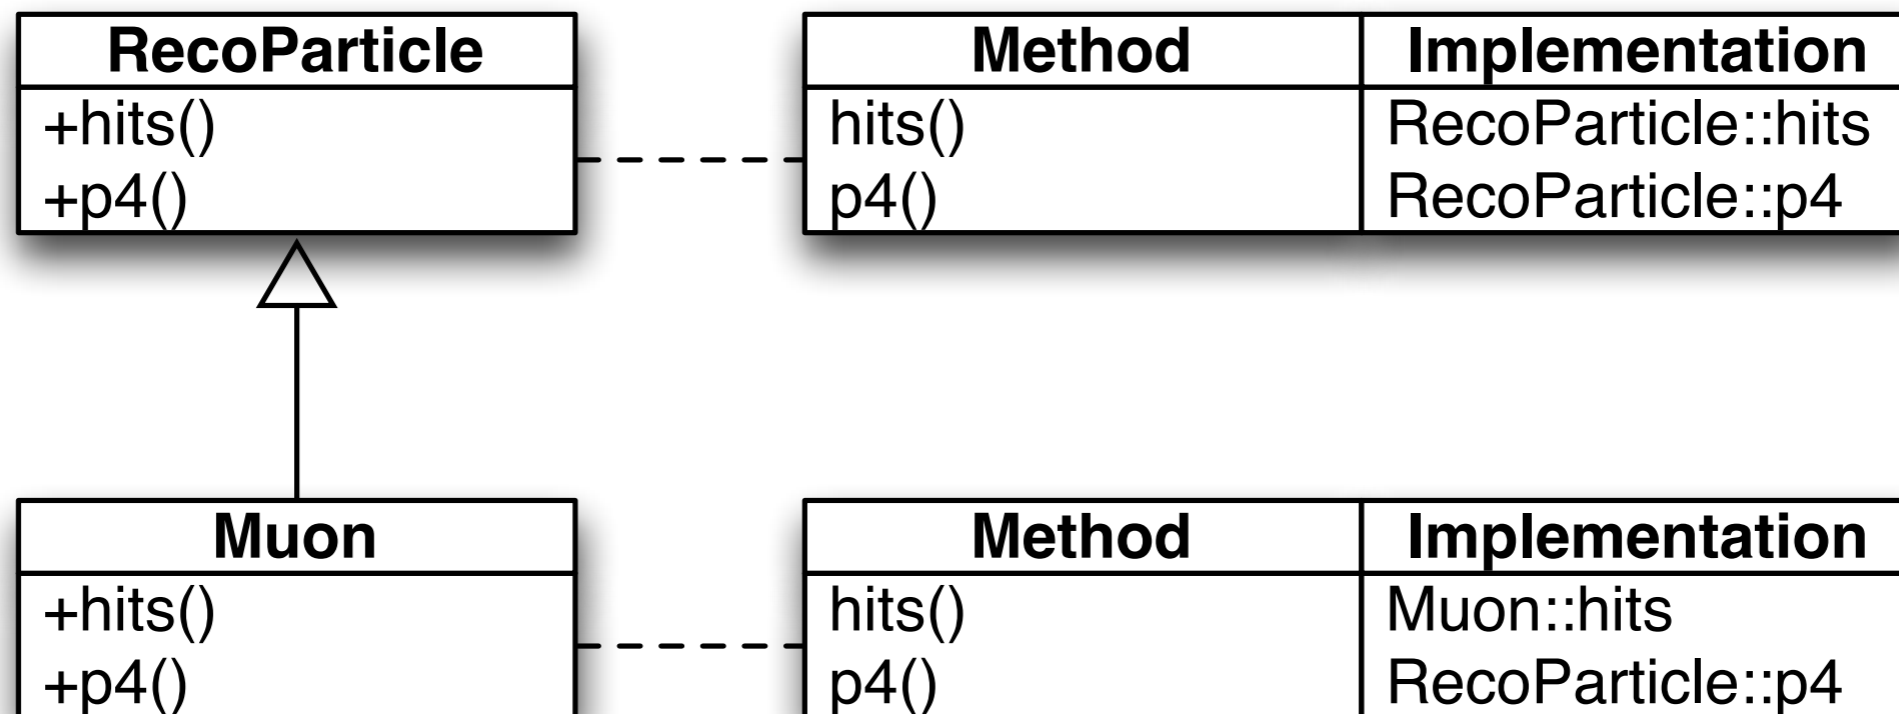 RecoParticle
+hits()
+p4()
Method Implementation
hits() RecoParticle::hits
p4() RecoParticle::p4
Muon
+hits()
+p4()
Method Implementation
hits() Muon::hits
p4() RecoParticle::p4